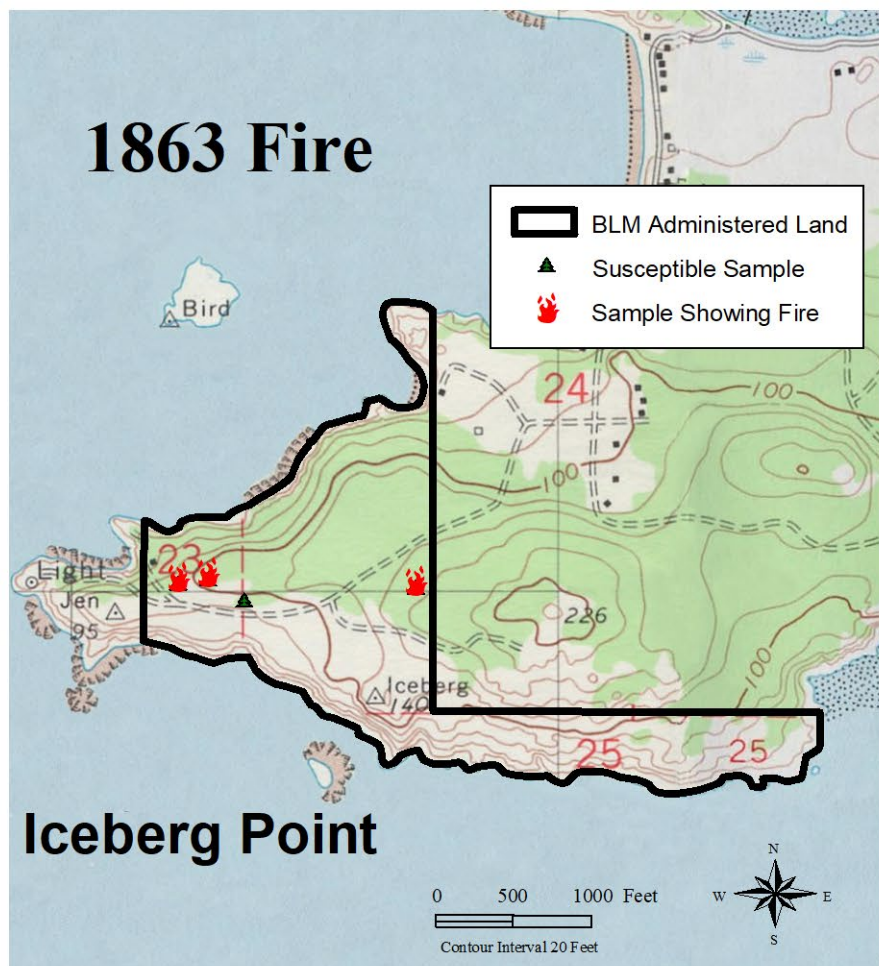 1863 Fire
BLM Administered Land
Susceptible Sample
Sample Showing Fire
Bird
24
100
100
23
Light
Jen
95
226
100
Iceberg
140
25
25
Iceberg Point
N
W E
S
0 500 1000 Feet
Contour Interval 20 Feet